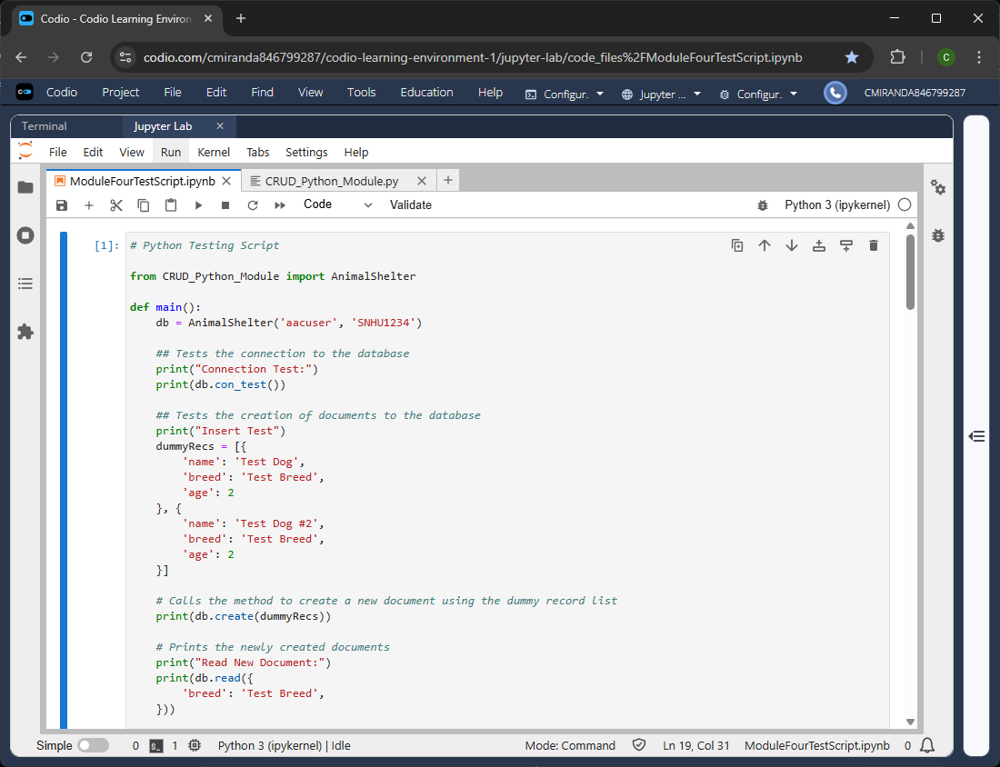 Codio - Codio Learning Environ
codio.com/cmiranda846799287/codio-learning-environment-1/jupyter-lab/code_files%2FModuleFourTestScript.ipynb
C
Codio Project File Edit Find View Tools Education Help Configur. Jupyter ... Configur. CMIRANDA846799287
Terminal Jupyter Lab
File Edit View Run Kernel Tabs Settings Help
ModuleFourTestScript.ipynb CRUD_Python_Module.py
Code Validate Python 3 (ipykernel)
[1]: # Python Testing Script
from CRUD_Python_Module import AnimalShelter
def main():
db = AnimalShelter('aacuser', 'SNHU1234')
## Tests the connection to the database
print("Connection Test:")
print(db.con_test())
## Tests the creation of documents to the database
print("Insert Test")
dummyRecs = [{
'name': 'Test Dog',
'breed': 'Test Breed',
'age': 2
}, {
'name': 'Test Dog #2',
'breed': 'Test Breed',
'age': 2
}]
# Calls the method to create a new document using the dummy record list
print(db.create(dummyRecs))
# Prints the newly created documents
print("Read New Document:")
print(db.read({
'breed': 'Test Breed',
}))
Simple 0 1 Python 3 (ipykernel) | Idle Mode: Command Ln 19, Col 31 ModuleFourTestScript.ipynb 0